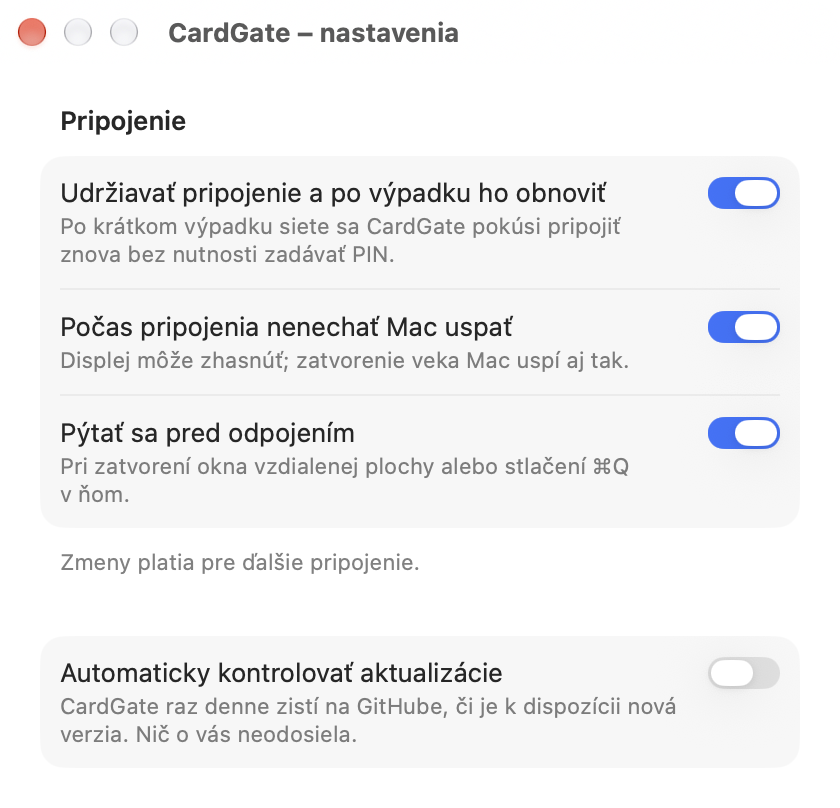 CardGate – nastavenia
Pripojenie
Udržiavať pripojenie a po výpadku ho obnoviť
Po krátkom výpadku siete sa CardGate pokúsi pripojiť
znova bez nutnosti zadávať PIN.
Počas pripojenia nenechať Mac uspať
Displej môže zhasnúť; zatvorenie veka Mac uspí aj tak.
Pýtať sa pred odpojením
Pri zatvorení okna vzdialenej plochy alebo stlačení ⌘Q
v ňom.
Zmeny platia pre ďalšie pripojenie.
Automaticky kontrolovať aktualizácie
CardGate raz denne zistí na GitHube, či je k dispozícii nová
verzia. Nič o vás neodosiela.